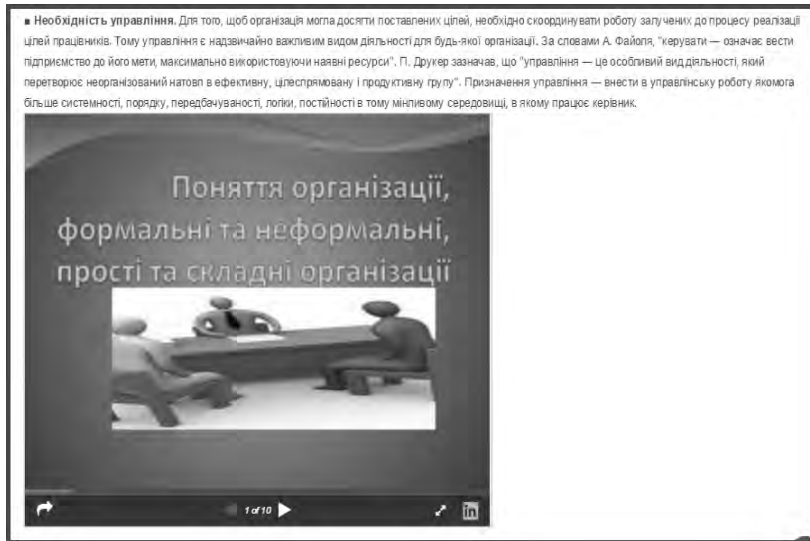 ■ Необхідність управління. Для того, щоб організація могла досягти поставлених цілей, необхідно скоординувати роботу залучених до процесу реалізації
цілей працівників. Тому управління є надзвичайно важливим видом діяльності для будь-якої організації. За словами А. Файоля, "керувати — означає вести
підприємство до його мети, максимально використовуючи наявні ресурси". П. Друкер зазначав, що "управління — це особливий вид діяльності, який
перетворює неорганізований натовп в ефективну, цілеспрямовану і продуктивну групу". Призначення управління — внести в управлінську роботу якомога
більше системності, порядку, передбачуваності, логіки, постійності в тому мінливому середовищі, в якому працює керівник.
Поняття організації,
формальні та неформальні,
прості та складні організації
1 of 10
in